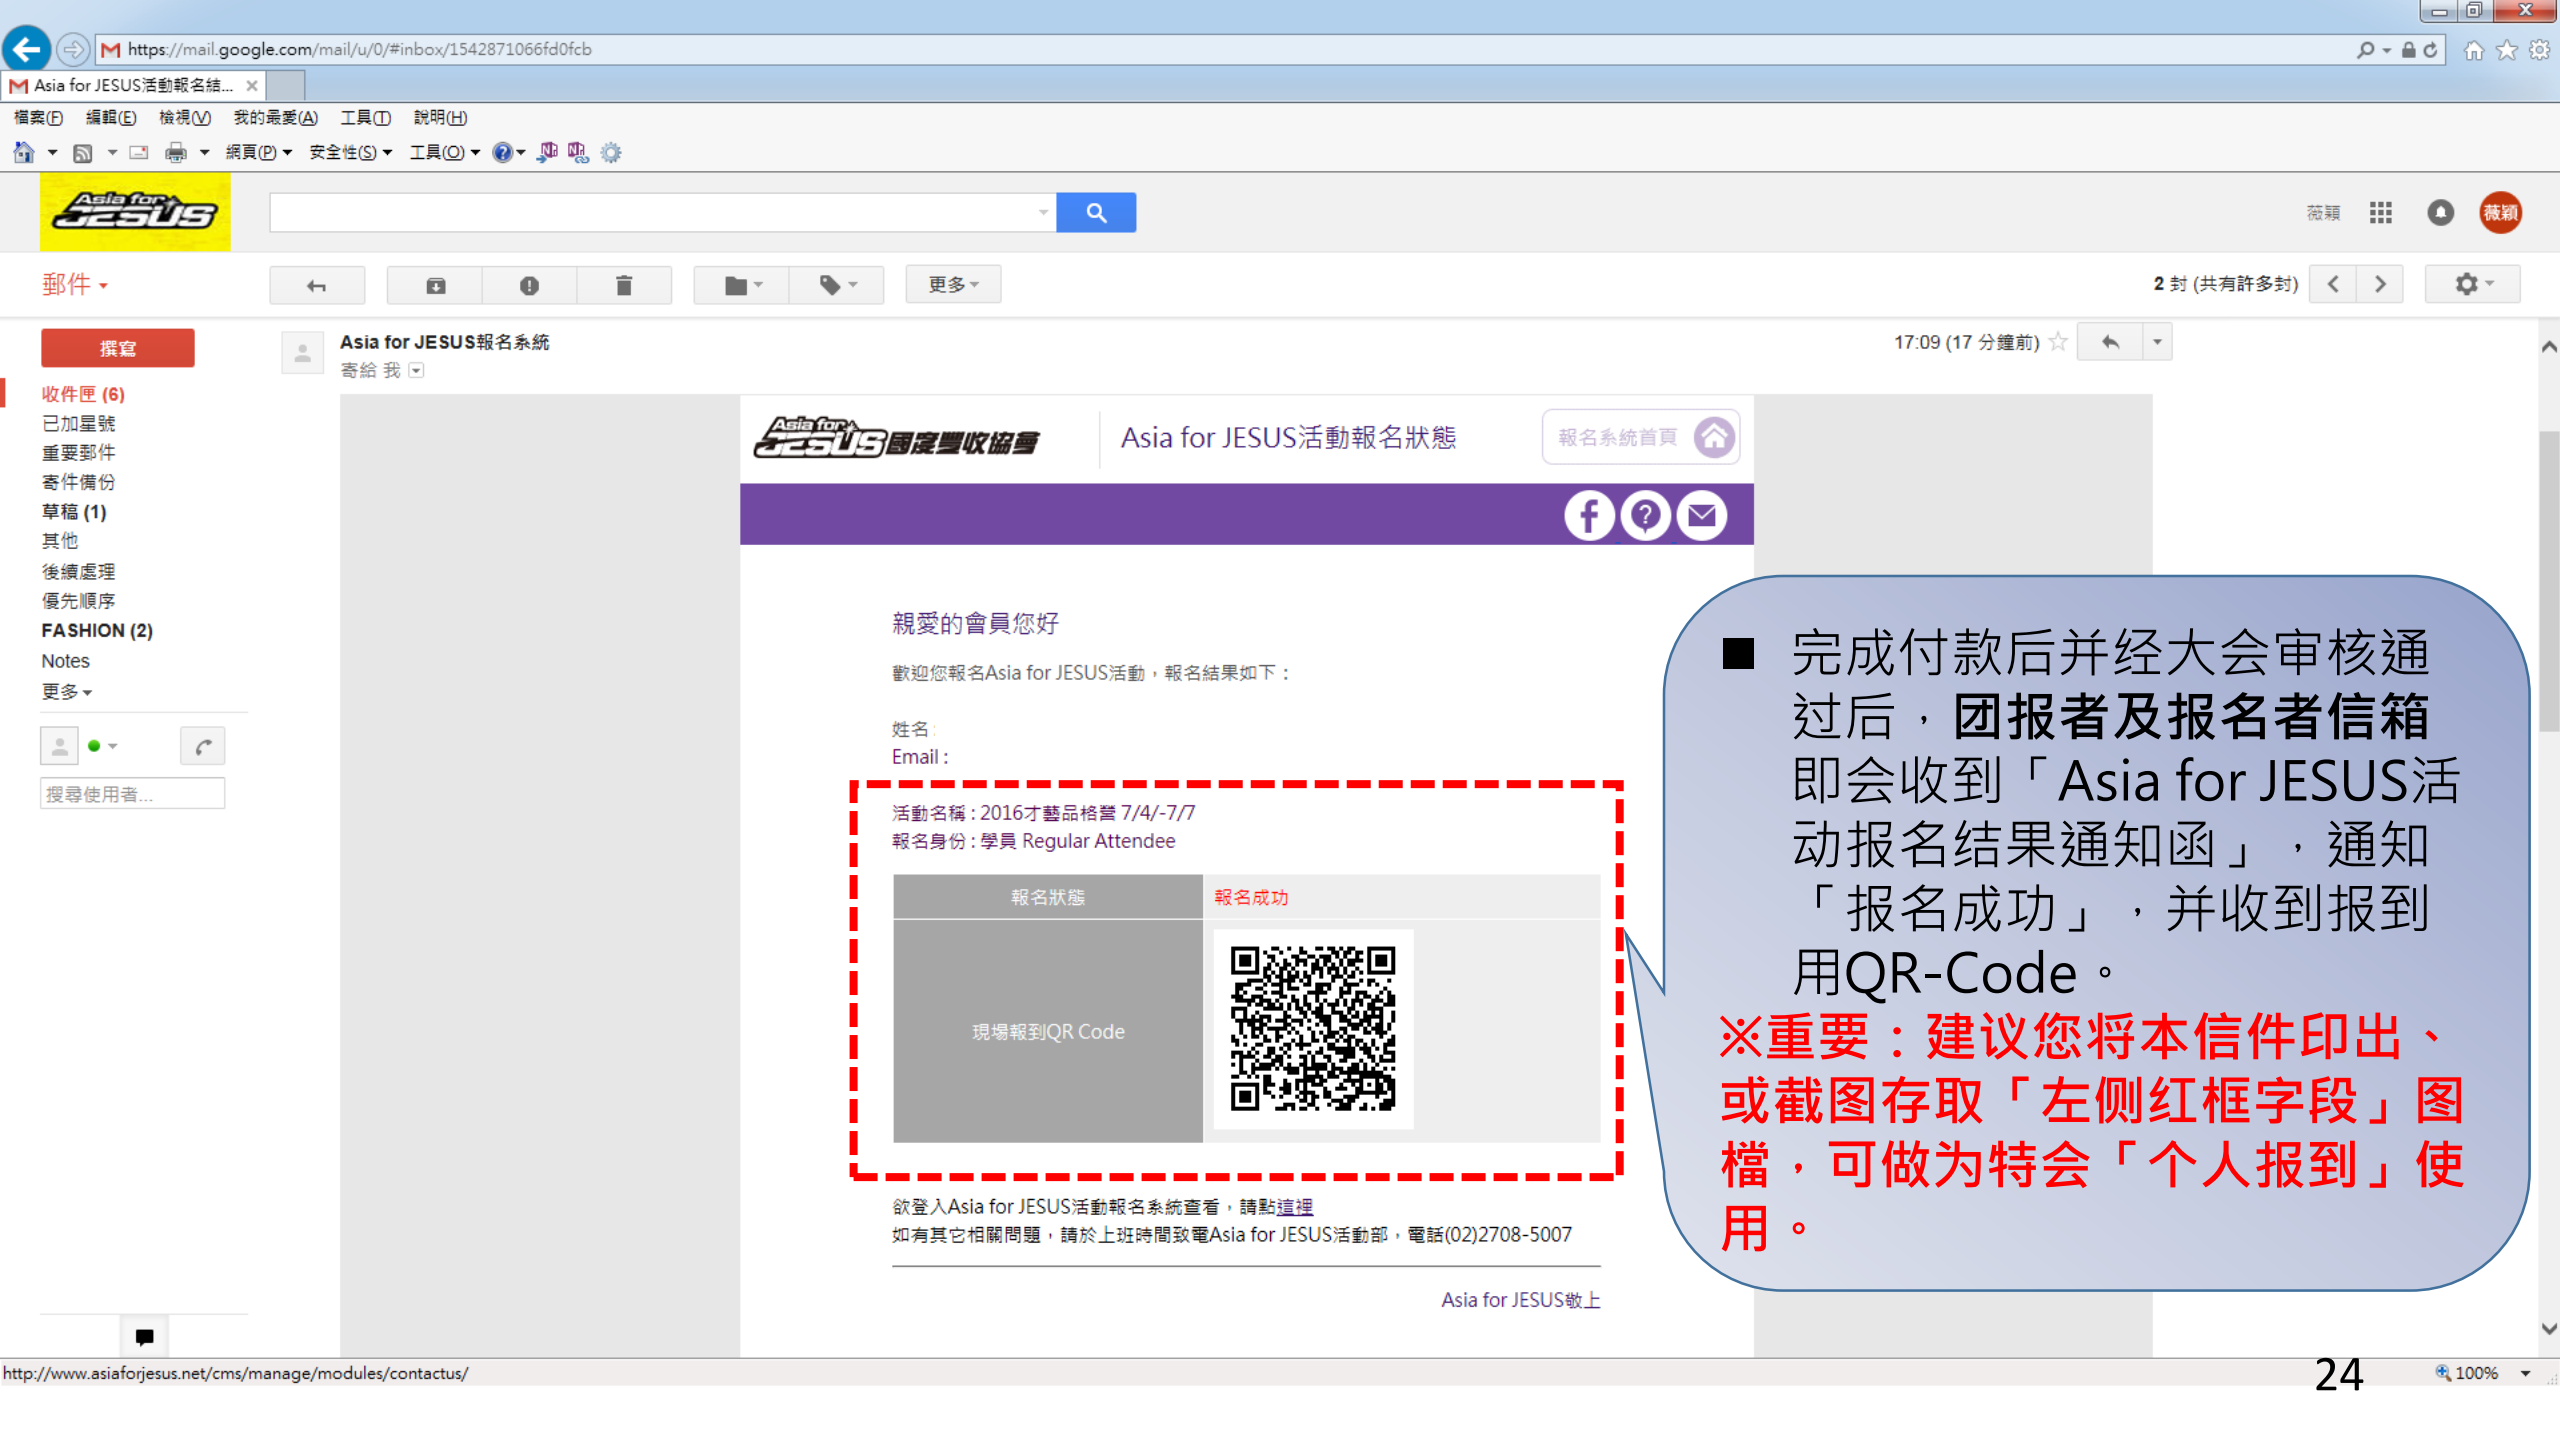 https://mail.google.com/mail/u/0/#inbox/1542871066fd0fcb
Asia for JESUS活動報名結...
檔案(F) 編輯(E) 檢視(V) 我的最愛(A) 工具(T) 說明(H)
網頁(P) 安全性(S) 工具(O)
Asia for JESUS
薇穎
薇穎
郵件
更多
2 封 (共有許多封)
撰寫
Asia for JESUS報名系統
17:09 (17 分鐘前)
寄給 我
收件匣 (6)
已加星號
重要郵件
寄件備份
草稿 (1)
其他
後續處理
優先順序
FASHION (2)
Notes
更多
搜尋使用者...
Asia for JESUS國度豐收協會
Asia for JESUS活動報名狀態
報名系統首頁
親愛的會員您好
歡迎您報名Asia for JESUS活動，報名結果如下：
姓名 :
Email :
活動名稱 : 2016才藝品格營 7/4/-7/7
報名身份 : 學員 Regular Attendee
報名狀態 報名成功
現場報到QR Code
欲登入Asia for JESUS活動報名系統查看，請點這裡
如有其它相關問題，請於上班時間致電Asia for JESUS活動部，電話(02)2708-5007
Asia for JESUS敬上
■ 完成付款后并经大会审核通
过后，团报者及报名者信箱
即会收到「Asia for JESUS活
动报名结果通知函」，通知
「报名成功」，并收到报到
用QR-Code。
※重要：建议您将本信件印出、
或截图存取「左侧红框字段」图
檔，可做为特会「个人报到」使
用。
http://www.asiaforjesus.net/cms/manage/modules/contactus/
24
100%